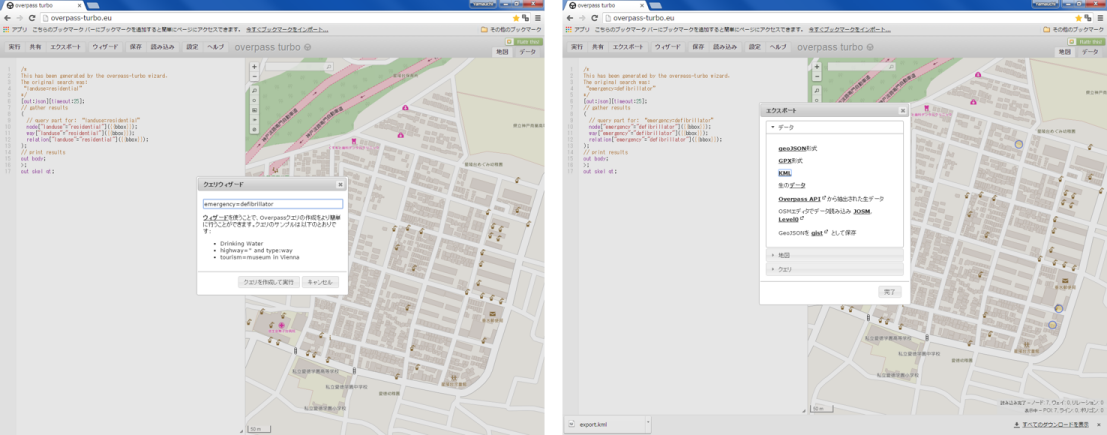 overpass turbo
overpass-turbo.eu
アプリ こちらのブックマーク バーにブックマークを追加すると簡単にページにアクセスできます。 今すぐブックマークをインポート...
その他のブックマーク
実行 共有 エクスポート ウィザード 保存 読み込み 設定 ヘルプ overpass turbo
地図 データ
/*
This has been generated by the overpass-turbo wizard.
The original search was:
"landuse=residential"
*/
[out:json][timeout:25];
// gather results
(
// query part for: "landuse=residential"
node["landuse"="residential"]({{bbox}});
way["landuse"="residential"]({{bbox}});
relation["landuse"="residential"]({{bbox}});
);
// print results
out body;
>;
out skel qt;
クエリウィザード
emergency=defibrillator
ウィザードを使うことで、Overpassクエリの作成をより簡単
に行うことができます。クエリのサンプルは以下のとおりで
す:
Drinking Water
highway=* and type:way
tourism=museum in Vienna
クエリを作成して実行 キャンセル
50 m
overpass turbo
overpass-turbo.eu
アプリ こちらのブックマーク バーにブックマークを追加すると簡単にページにアクセスできます。 今すぐブックマークをインポート...
その他のブックマーク
実行 共有 エクスポート ウィザード 保存 読み込み 設定 ヘルプ overpass turbo
地図 データ
/*
This has been generated by the overpass-turbo wizard.
The original search was:
"emergency=defibrillator"
*/
[out:json][timeout:25];
// gather results
(
// query part for: "emergency=defibrillator"
node["emergency"="defibrillator"]({{bbox}});
way["emergency"="defibrillator"]({{bbox}});
relation["emergency"="defibrillator"]({{bbox}});
);
// print results
out body;
>;
out skel qt;
エクスポート
データ
geoJSON形式
GPX形式
KML
生のデータ
Overpass API から抽出された生データ
OSMエディタでデータ読み込み JOSM,
Level0
GeoJSONを gist として保存
地図
クエリ
完了
50 m
export.kml
すべてのダウンロードを表示